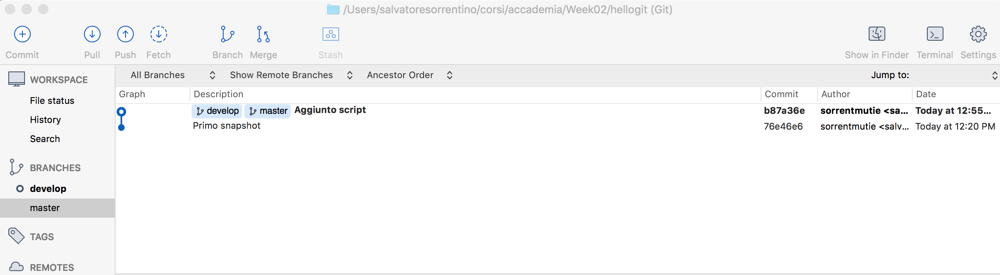 /Users/salvatoresorrentino/corsi/accademia/Week02/hellogit (Git)
Commit Pull Push Fetch Branch Merge Stash Show in Finder Terminal Settings
WORKSPACE
File status
History
Search
BRANCHES
develop
master
TAGS
REMOTES
All Branches Show Remote Branches Ancestor Order Jump to:
Graph Description Commit Author Date
develop master Aggiunto script b87a36e sorrentmutie <sa... Today at 12:55...
Primo snapshot 76e46e6 sorrentmutie <salv... Today at 12:20 PM